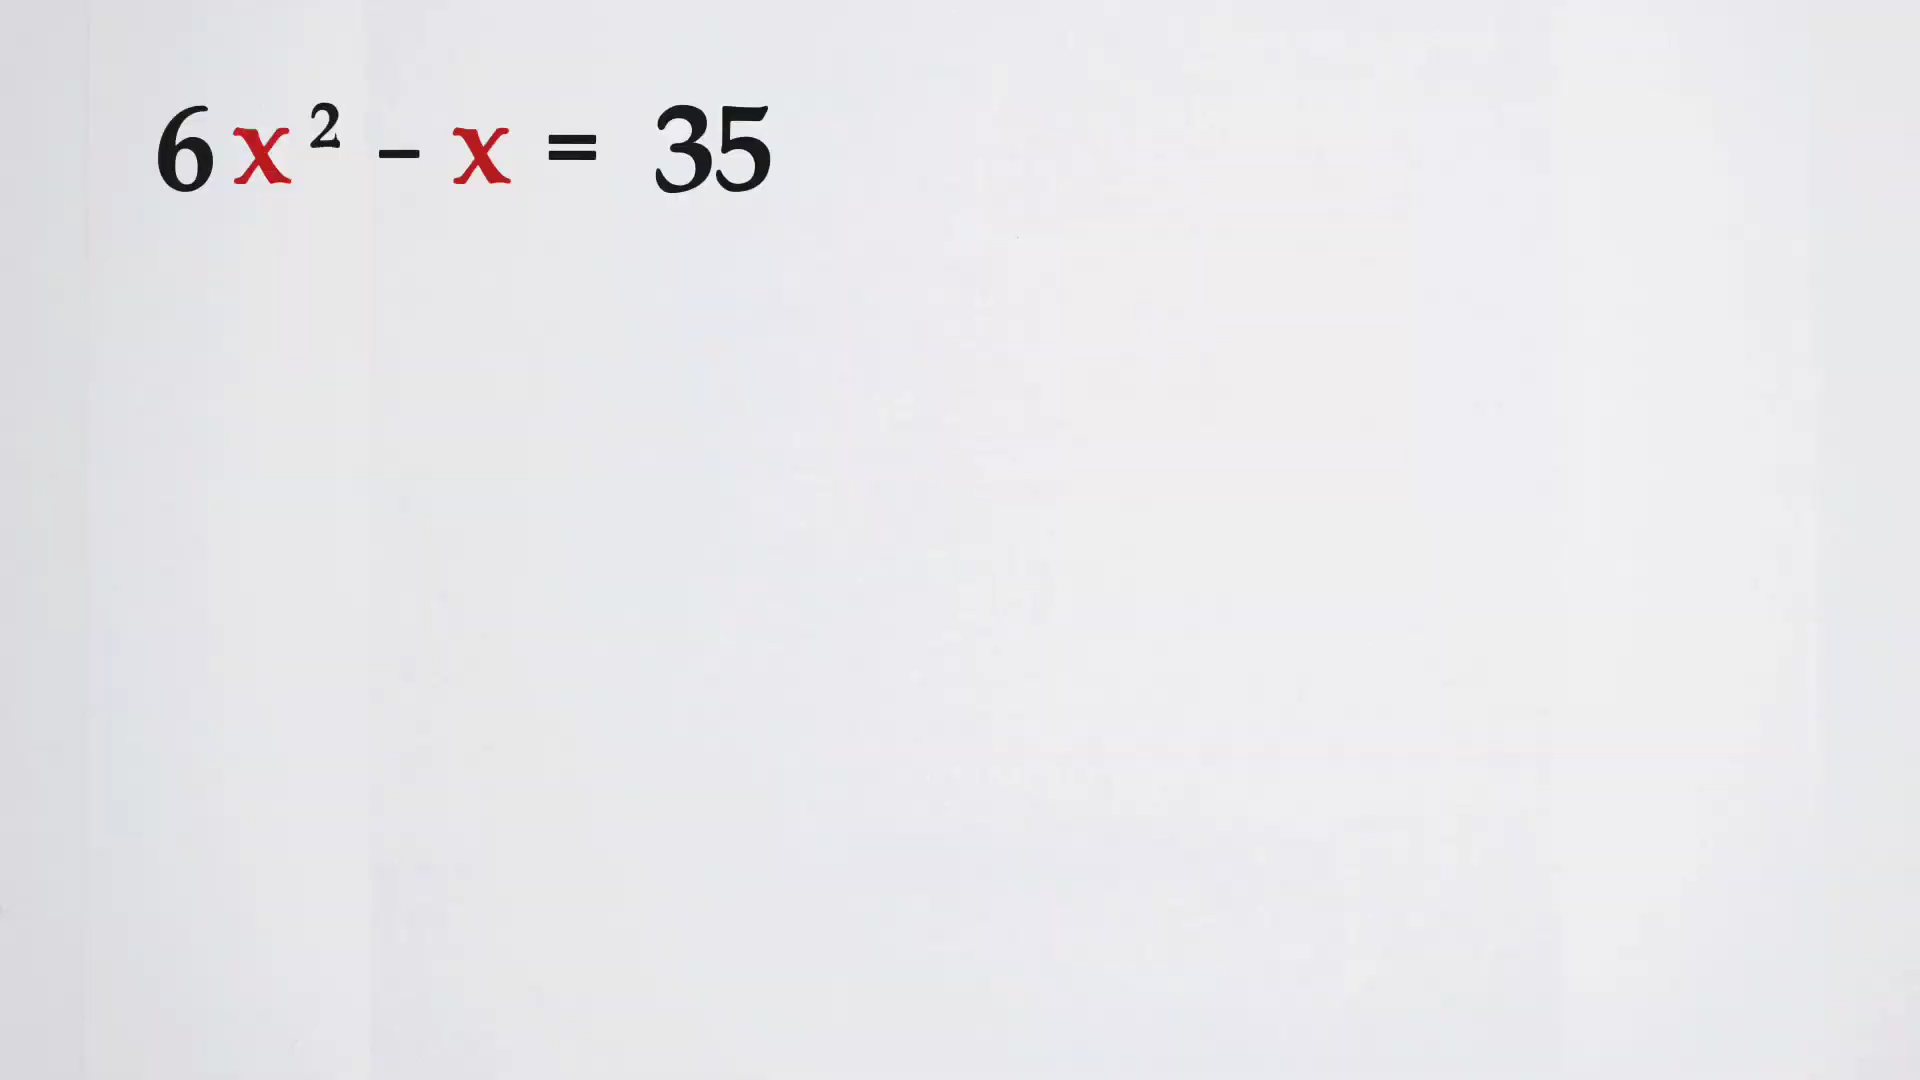 6x² – x = 35